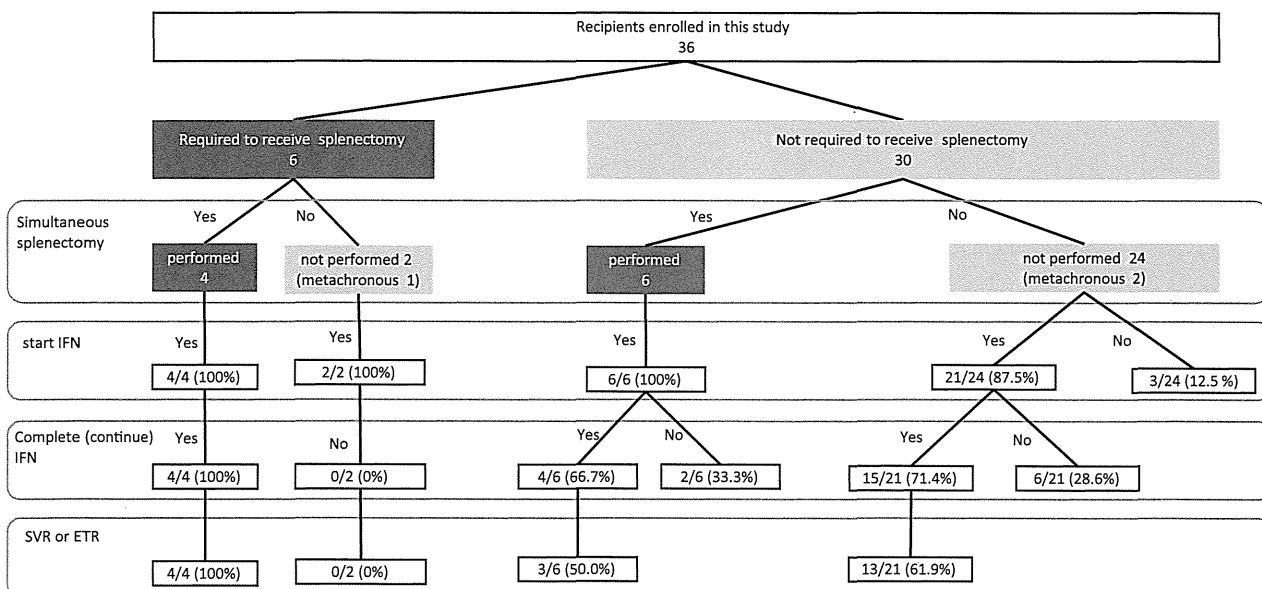 Recipients enrolled in this study
36
Required to receive splenectomy
6
Not required to receive splenectomy
30
Simultaneous
splenectomy
Yes
No
Yes
No
performed
4
not performed 2
(metachronous 1)
performed
6
not performed 24
(metachronous 2)
start IFN
Yes
Yes
Yes
Yes
No
4/4 (100%)
2/2 (100%)
6/6 (100%)
21/24 (87.5%)
3/24 (12.5 %)
Complete (continue)
IFN
Yes
No
Yes
No
Yes
No
4/4 (100%)
0/2 (0%)
4/6 (66.7%)
2/6 (33.3%)
15/21 (71.4%)
6/21 (28.6%)
SVR or ETR
4/4 (100%)
0/2 (0%)
3/6 (50.0%)
13/21 (61.9%)